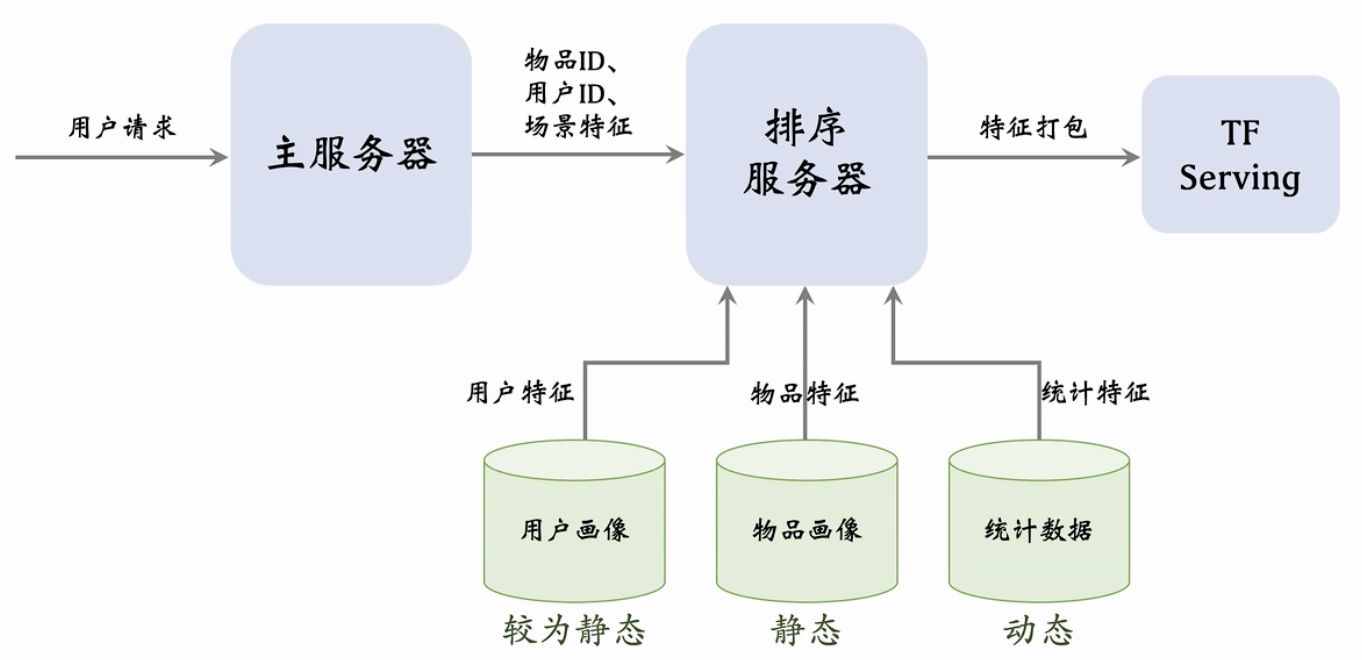 用户请求
主服务器
物品ID、
用户ID、
场景特征
排序
服务器
特征打包
TF
Serving
用户特征
物品特征
统计特征
用户画像
物品画像
统计数据
较为静态
静态
动态